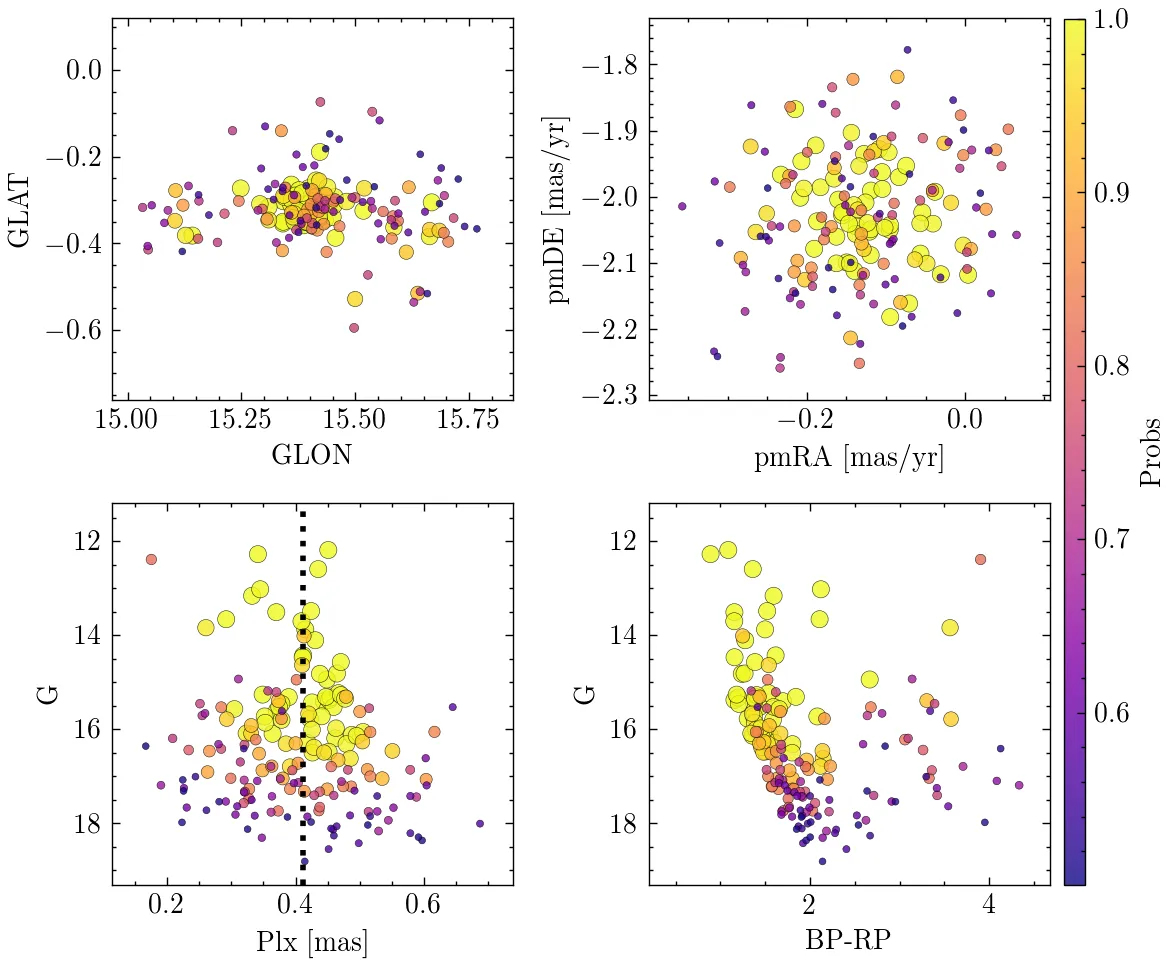 0.0
−0.2
−0.4
−0.6
GLAT
15.00 15.25 15.50 15.75
GLON
−1.8
−1.9
−2.0
−2.1
−2.2
−2.3
pmDE [mas/yr]
−0.2 0.0
pmRA [mas/yr]
1.0
0.9
0.8
0.7
0.6
Probs
12
14
16
18
G
0.2 0.4 0.6
Plx [mas]
12
14
16
18
G
2 4
BP-RP